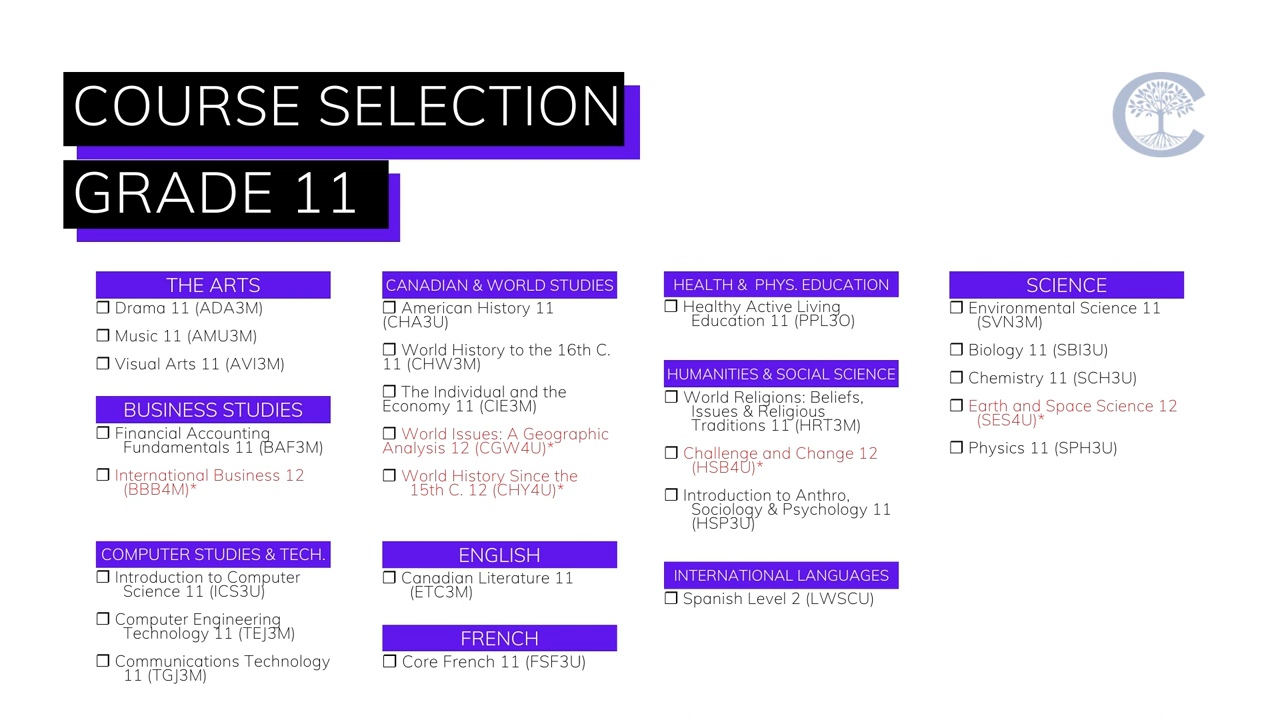 COURSE SELECTION
GRADE 11
THE ARTS
❒ Drama 11 (ADA3M)
❒ Music 11 (AMU3M)
❒ Visual Arts 11 (AVI3M)
BUSINESS STUDIES
❒ Financial Accounting
Fundamentals 11 (BAF3M)
❒ International Business 12
(BBB4M)*
COMPUTER STUDIES & TECH.
❒ Introduction to Computer
Science 11 (ICS3U)
❒ Computer Engineering
Technology 11 (TEJ3M)
❒ Communications Technology
11 (TGJ3M)
CANADIAN & WORLD STUDIES
❒ American History 11
(CHA3U)
❒ World History to the 16th C.
11 (CHW3M)
❒ The Individual and the
Economy 11 (CIE3M)
❒ World Issues: A Geographic
Analysis 12 (CGW4U)*
❒ World History Since the
15th C. 12 (CHY4U)*
ENGLISH
❒ Canadian Literature 11
(ETC3M)
FRENCH
❒ Core French 11 (FSF3U)
HEALTH & PHYS. EDUCATION
❒ Healthy Active Living
Education 11 (PPL3O)
HUMANITIES & SOCIAL SCIENCE
❒ World Religions: Beliefs,
Issues & Religious
Traditions 11 (HRT3M)
❒ Challenge and Change 12
(HSB4U)*
❒ Introduction to Anthro,
Sociology & Psychology 11
(HSP3U)
INTERNATIONAL LANGUAGES
❒ Spanish Level 2 (LWSCU)
SCIENCE
❒ Environmental Science 11
(SVN3M)
❒ Biology 11 (SBI3U)
❒ Chemistry 11 (SCH3U)
❒ Earth and Space Science 12
(SES4U)*
❒ Physics 11 (SPH3U)
C